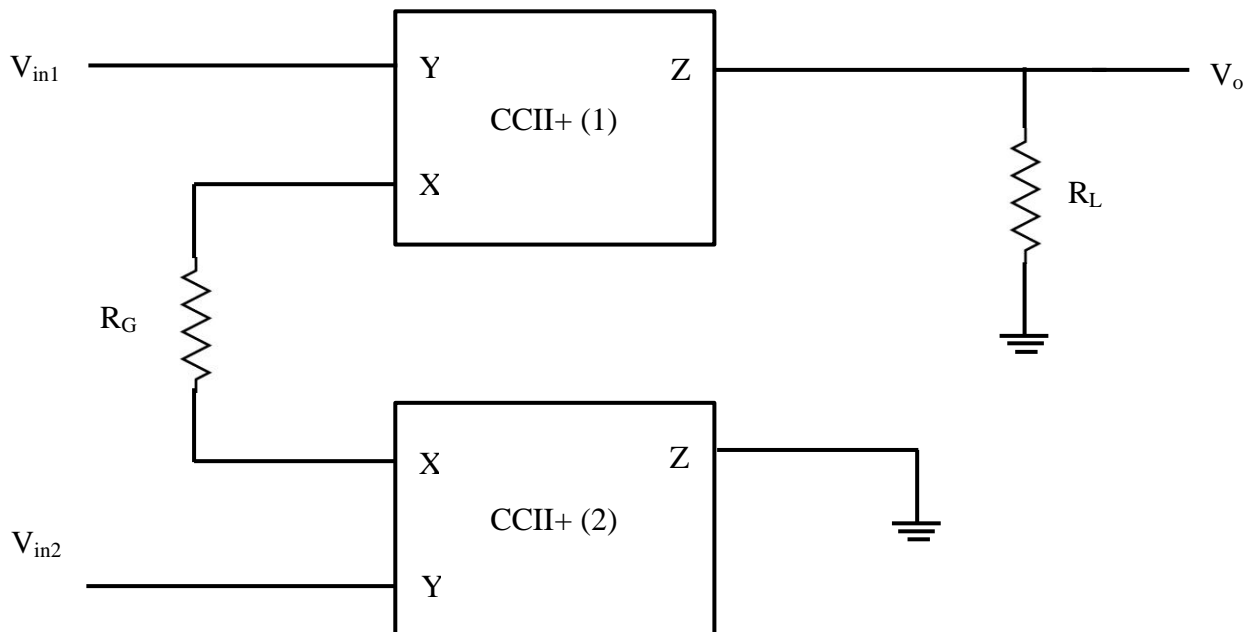 V_in1
Y
Z
V_o
CCII+ (1)
X
R_L
R_G
X
Z
CCII+ (2)
V_in2
Y